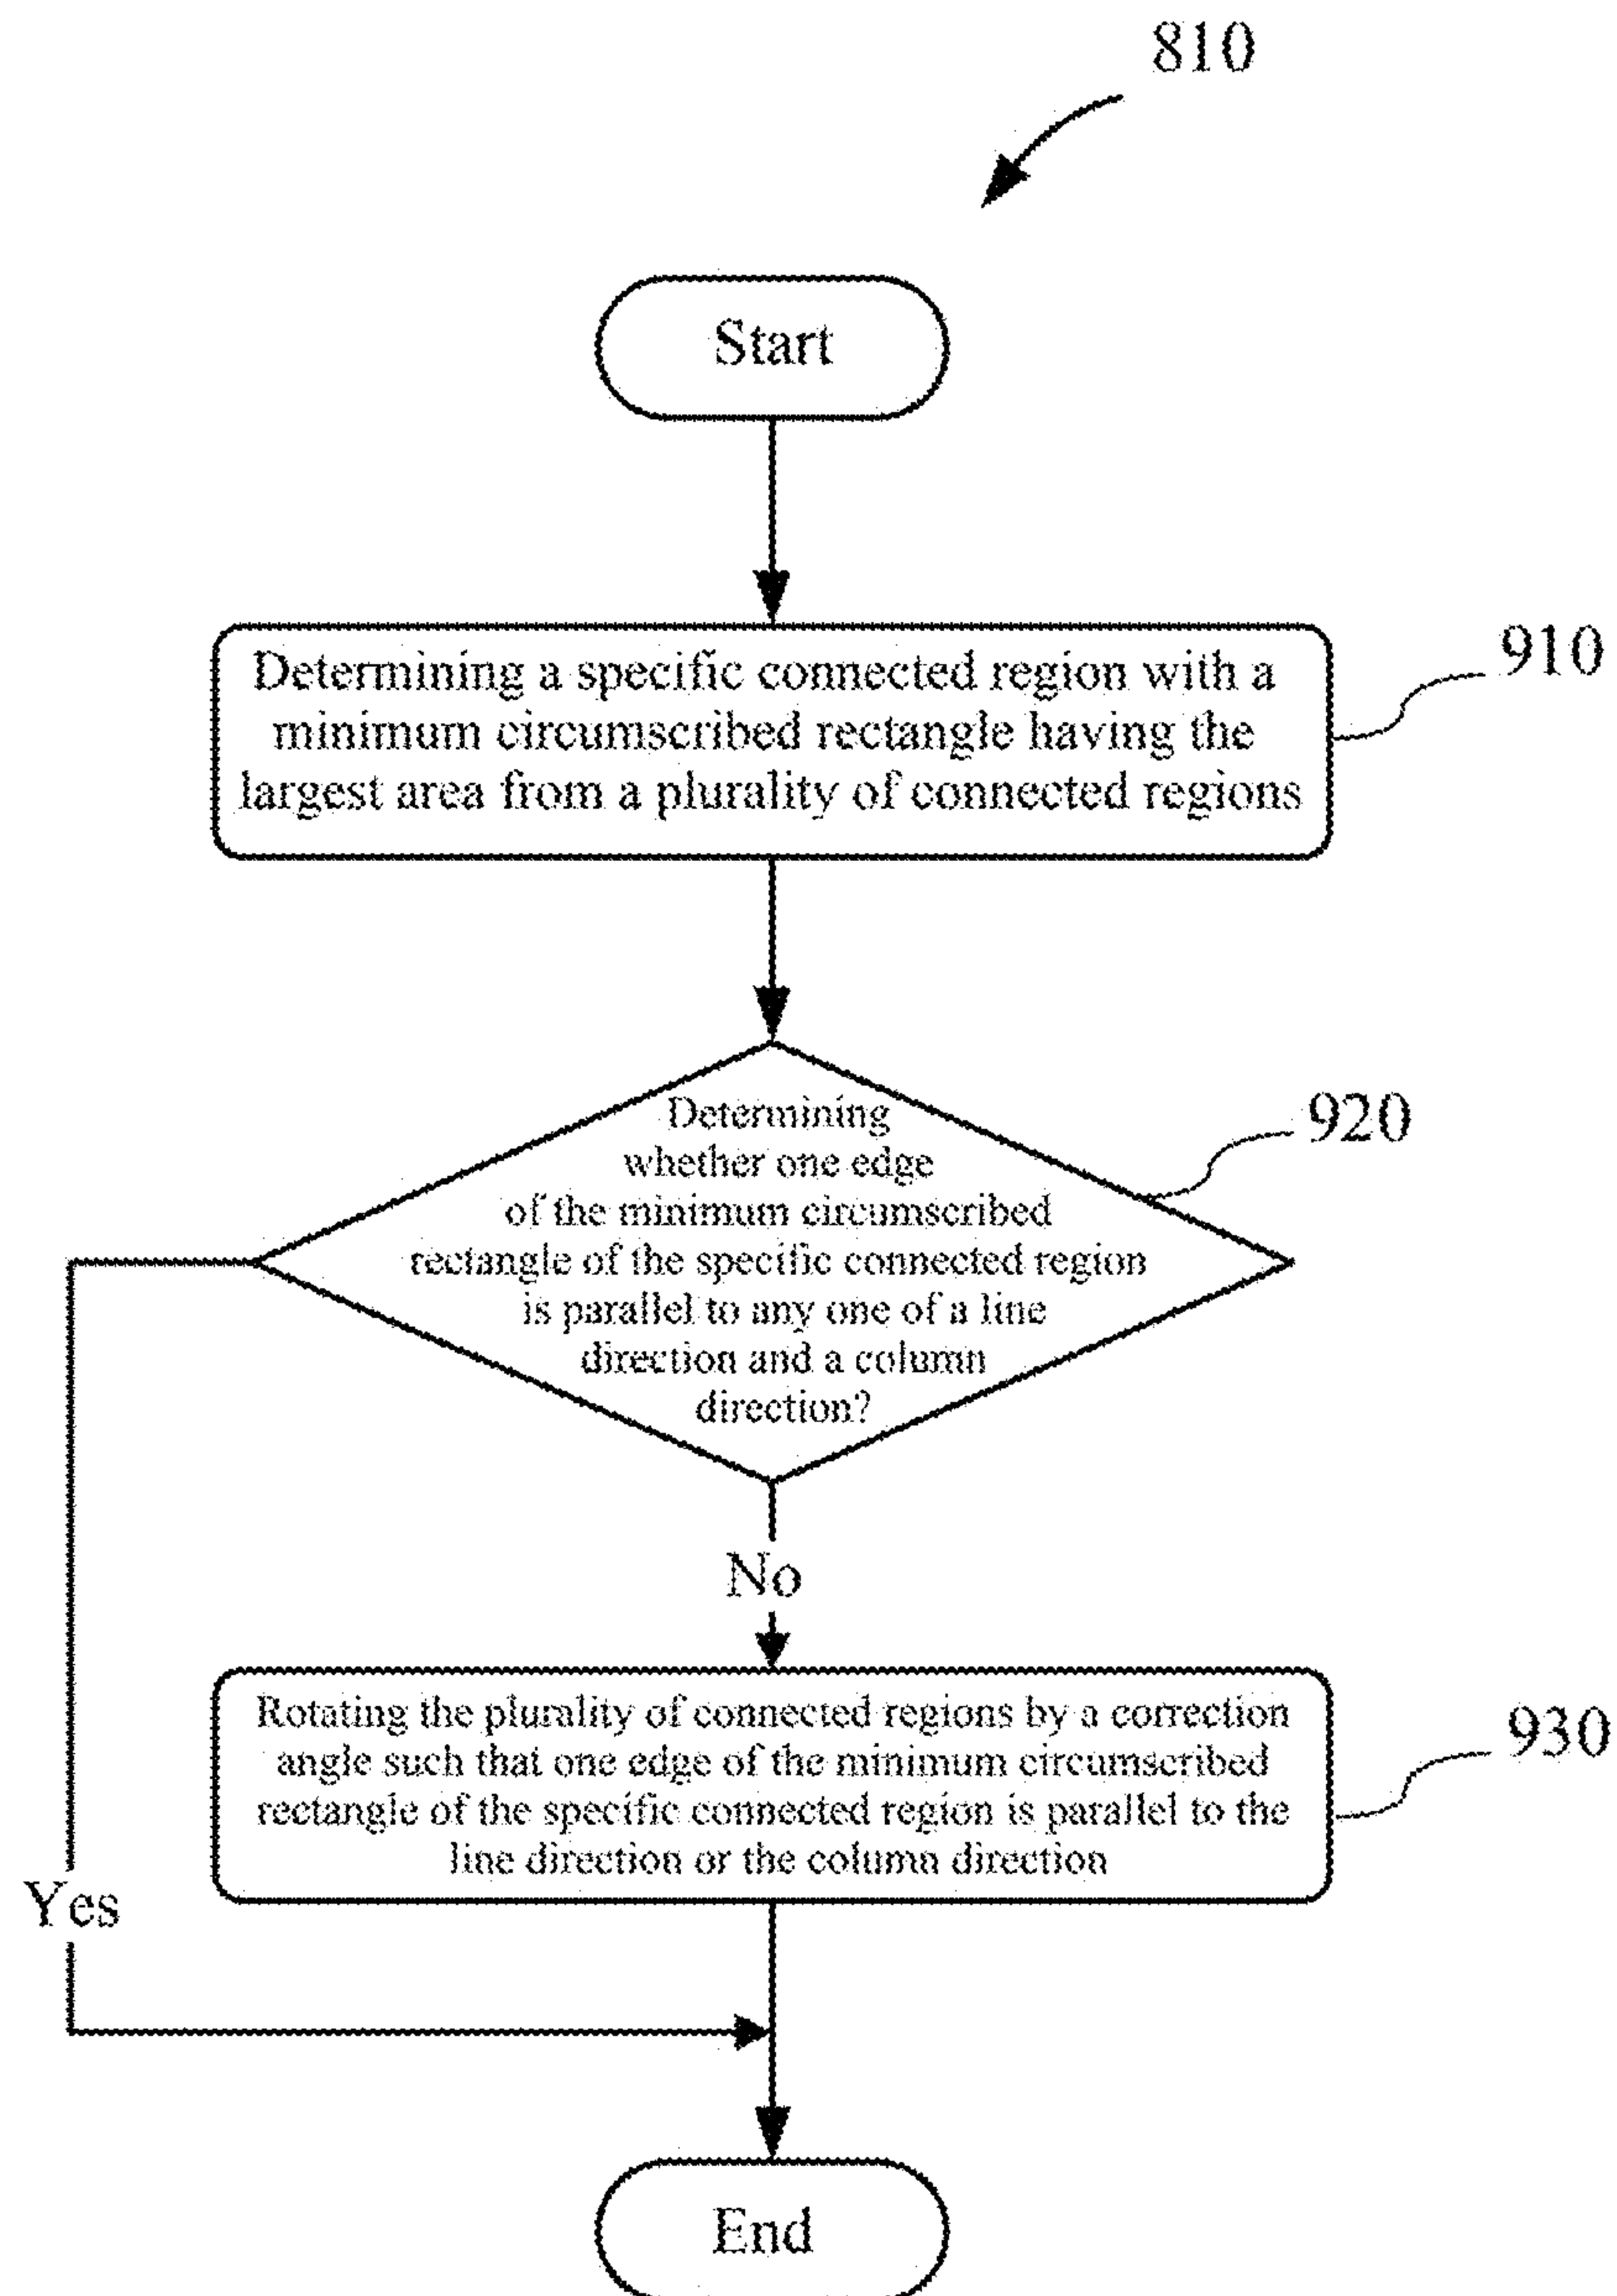 810
Start
Determining a specific connected region with a
minimum circumscribed rectangle having the
largest area from a plurality of connected regions
910
Determining
whether one edge
of the minimum circumscribed
rectangle of the specific connected region
is parallel to any one of a line
direction and a column
direction?
920
No
Rotating the plurality of connected regions by a correction
angle such that one edge of the minimum circumscribed
rectangle of the specific connected region is parallel to the
line direction or the column direction
930
Yes
End